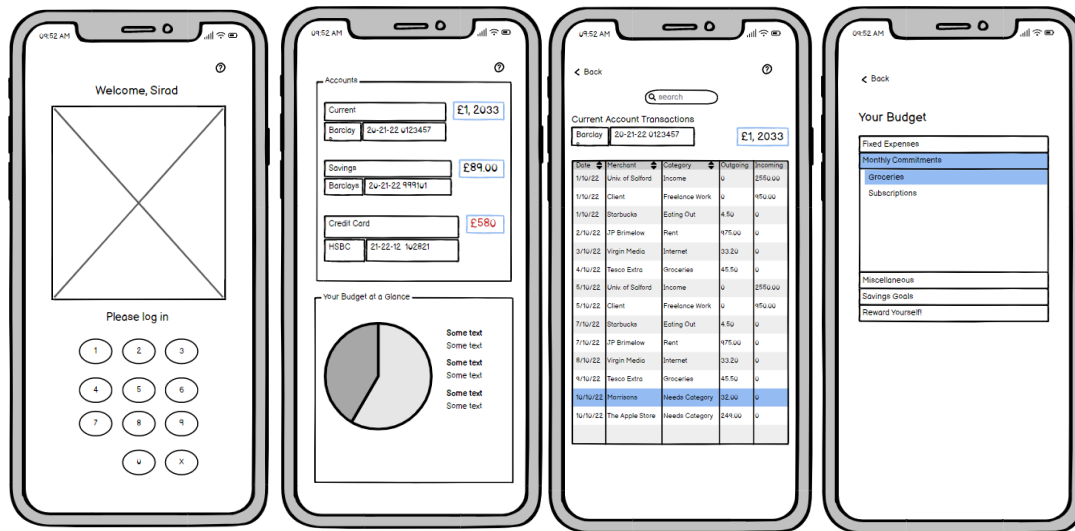 09:52 AM
?
Welcome, Sirad
Please log in
1 2 3
4 5 6
7 8 9
0 X
09:52 AM
?
Accounts
Current £1, 2033
Barclays 20-21-22 0123457
Savings £89.00
Barclays 20-21-22 999101
Credit Card £580
HSBC 21-22-12 102821
Your Budget at a Glance
Some text
Some text
Some text
Some text
Some text
Some text
09:52 AM
< Back ?
search
Current Account Transactions
Barclays 20-21-22 0123457 £1, 2033
Date Merchant Category Outgoing Incoming
1/10/22 Univ. of Salford Income 0 2550.00
1/10/22 Client Freelance Work 0 950.00
1/10/22 Starbucks Eating Out 4.50 0
2/10/22 JP Brimelow Rent 975.00 0
3/10/22 Virgin Media Internet 33.20 0
4/10/22 Tesco Extra Groceries 45.50 0
5/10/22 Univ. of Salford Income 0 2550.00
5/10/22 Client Freelance Work 0 950.00
7/10/22 Starbucks Eating Out 4.50 0
7/10/22 JP Brimelow Rent 975.00 0
8/10/22 Virgin Media Internet 33.20 0
9/10/22 Tesco Extra Groceries 45.50 0
10/10/22 Morrisons Needs Category 32.00 0
10/10/22 The Apple Store Needs Category 249.00 0
09:52 AM
< Back
Your Budget
Fixed Expenses
Monthly Commitments
Groceries
Subscriptions
Miscellaneous
Savings Goals
Reward Yourself!